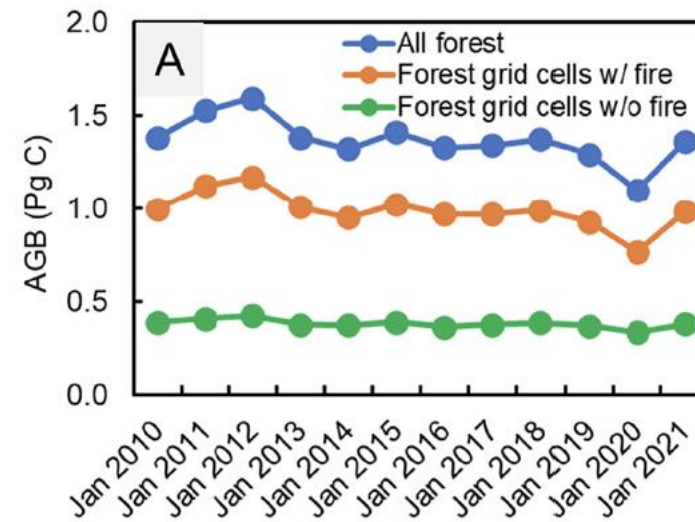 A
All forest
Forest grid cells w/ fire
Forest grid cells w/o fire
AGB (Pg C)
2.0
1.5
1.0
0.5
0.0
Jan 2010
Jan 2011
Jan 2012
Jan 2013
Jan 2014
Jan 2015
Jan 2016
Jan 2017
Jan 2018
Jan 2019
Jan 2020
Jan 2021